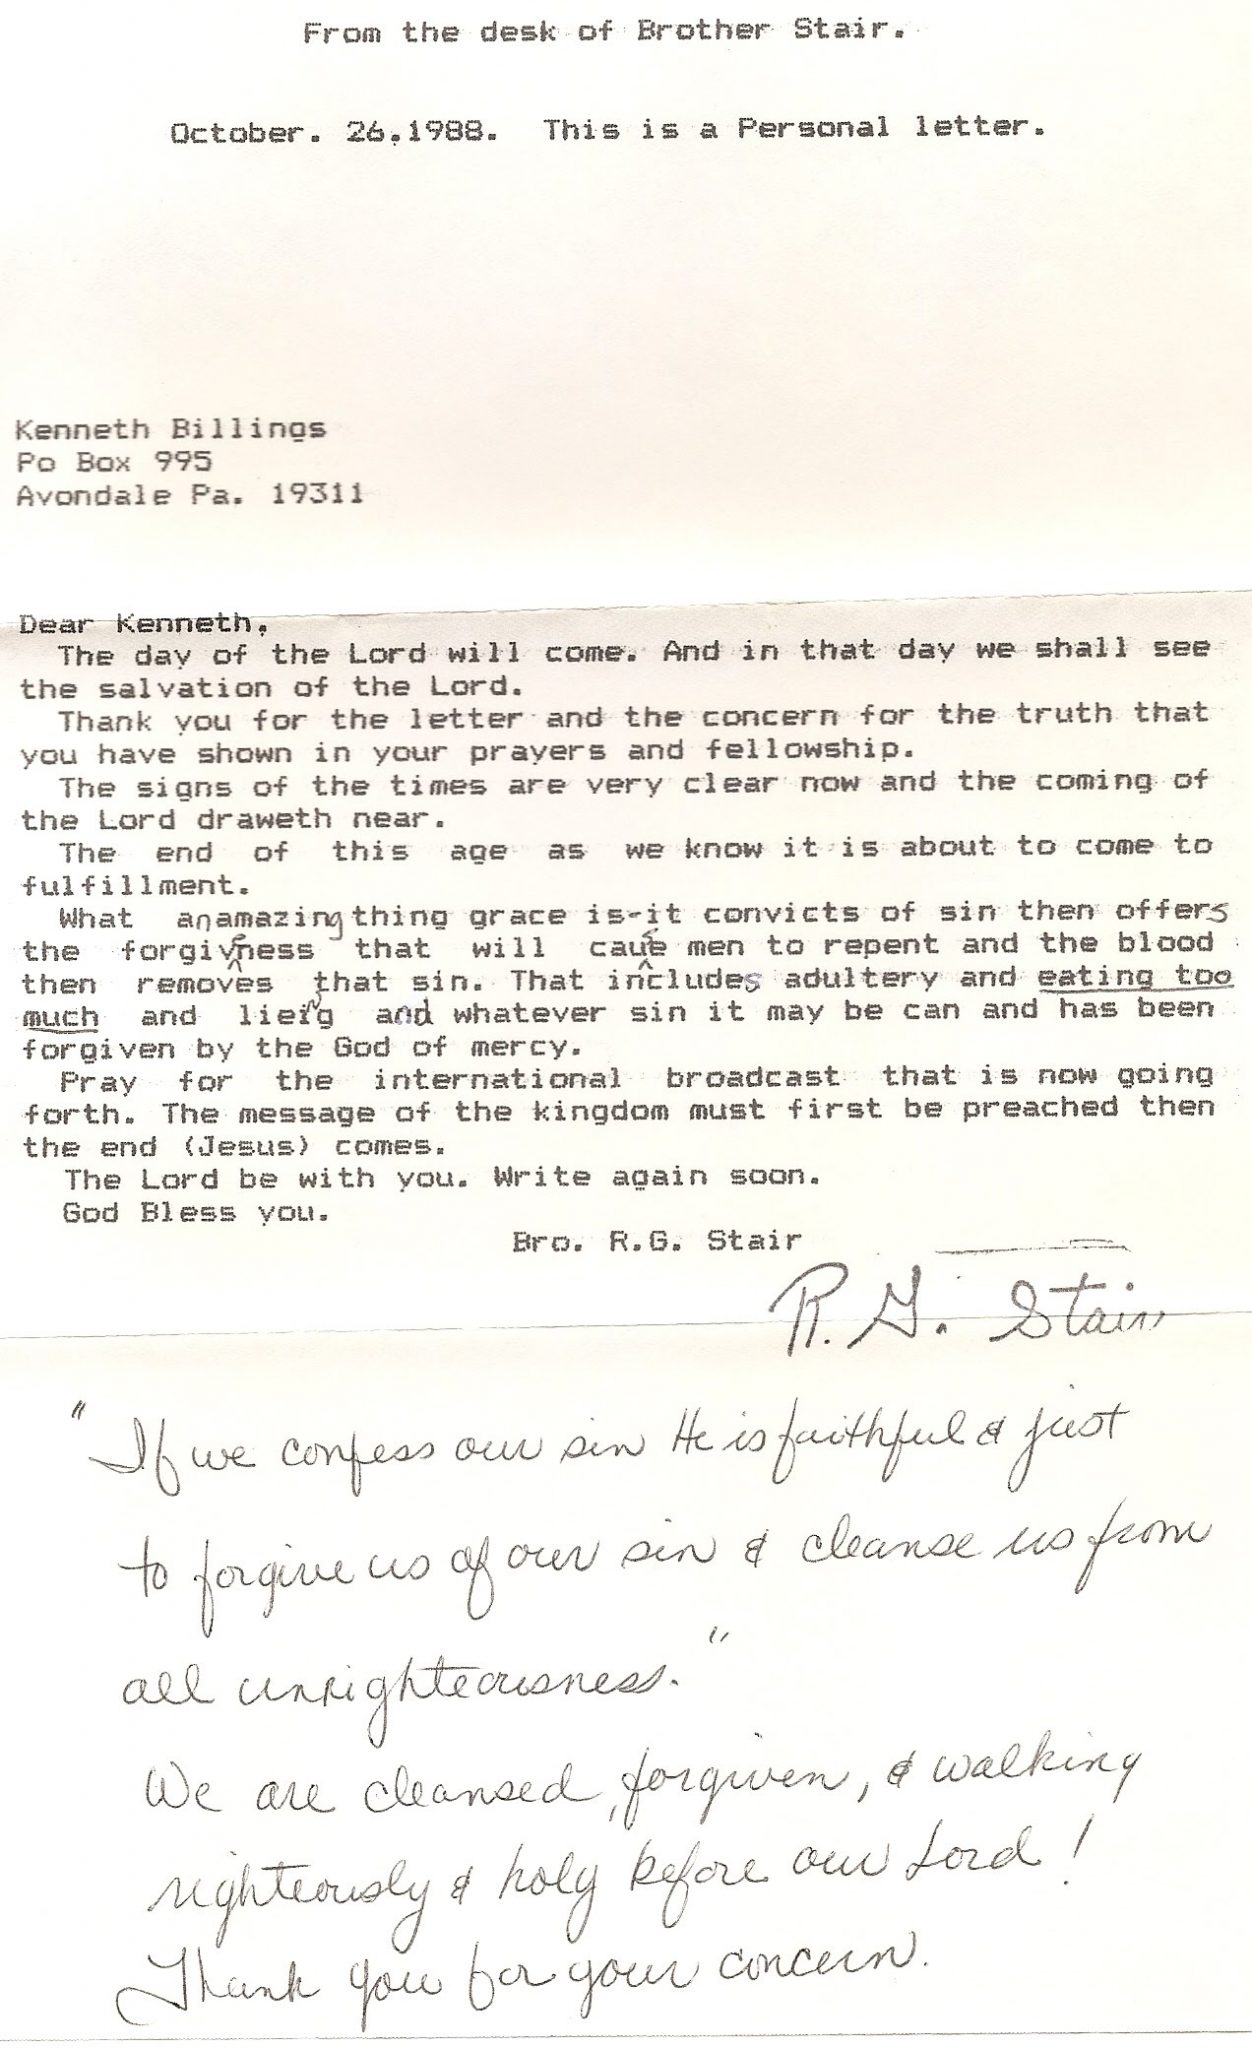 From the desk of Brother Stair.
October. 26.1988. This is a Personal letter.
Kenneth Billings
Po Box 995
Avondale Pa. 19311
Dear Kenneth,
The day of the Lord will come. And in that day we shall see
the salvation of the Lord.
Thank you for the letter and the concern for the truth that
you have shown in your prayers and fellowship.
The signs of the times are very clear now and the coming of
the Lord draweth near.
The end of this age as we know it is about to come to
fulfillment.
What an amazing thing grace is-it convicts of sin then offers
the forgiveness that will cause men to repent and the blood
then removes that sin. That includes adultery and eating too
much and lieing and whatever sin it may be can and has been
forgiven by the God of mercy.
Pray for the international broadcast that is now going
forth. The message of the kingdom must first be preached then
the end (Jesus) comes.
The Lord be with you. Write again soon.
God Bless you.
Bro. R.G. Stair
R. G. Stair
"If we confess our sin He is faithful & just
to forgive us of our sin & cleanse us from
all unrighteousness."
We are cleansed, forgiven, & walking
righteously & holy before our Lord!
Thank you for your concern.